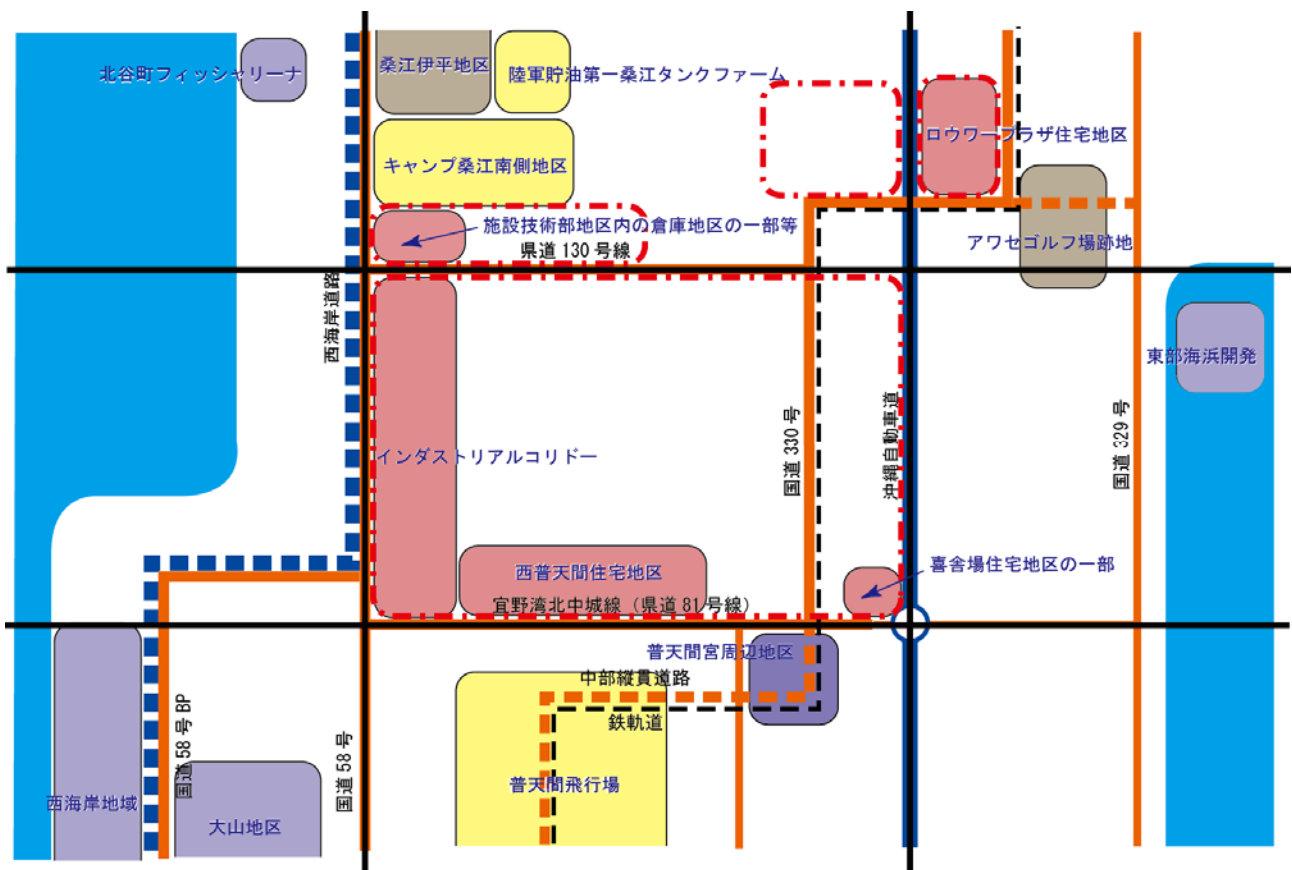 北谷町フィッシャリーナ
桑江伊平地区
陸軍貯油第一桑江タンクファーム
ロウワープラザ住宅地区
キャンプ桑江南側地区
施設技術部地区内の倉庫地区の一部等
県道 130 号線
アワセゴルフ場跡地
西海岸道路
東部海浜開発
インダストリアルコリドー
国道 330 号
沖縄自動車道
国道 329 号
西普天間住宅地区
喜舎場住宅地区の一部
宜野湾北中城線（県道 81 号線）
普天間宮周辺地区
中部縦貫道路
鉄軌道
国道 58 号 BP
国道 58 号
普天間飛行場
西海岸地域
大山地区